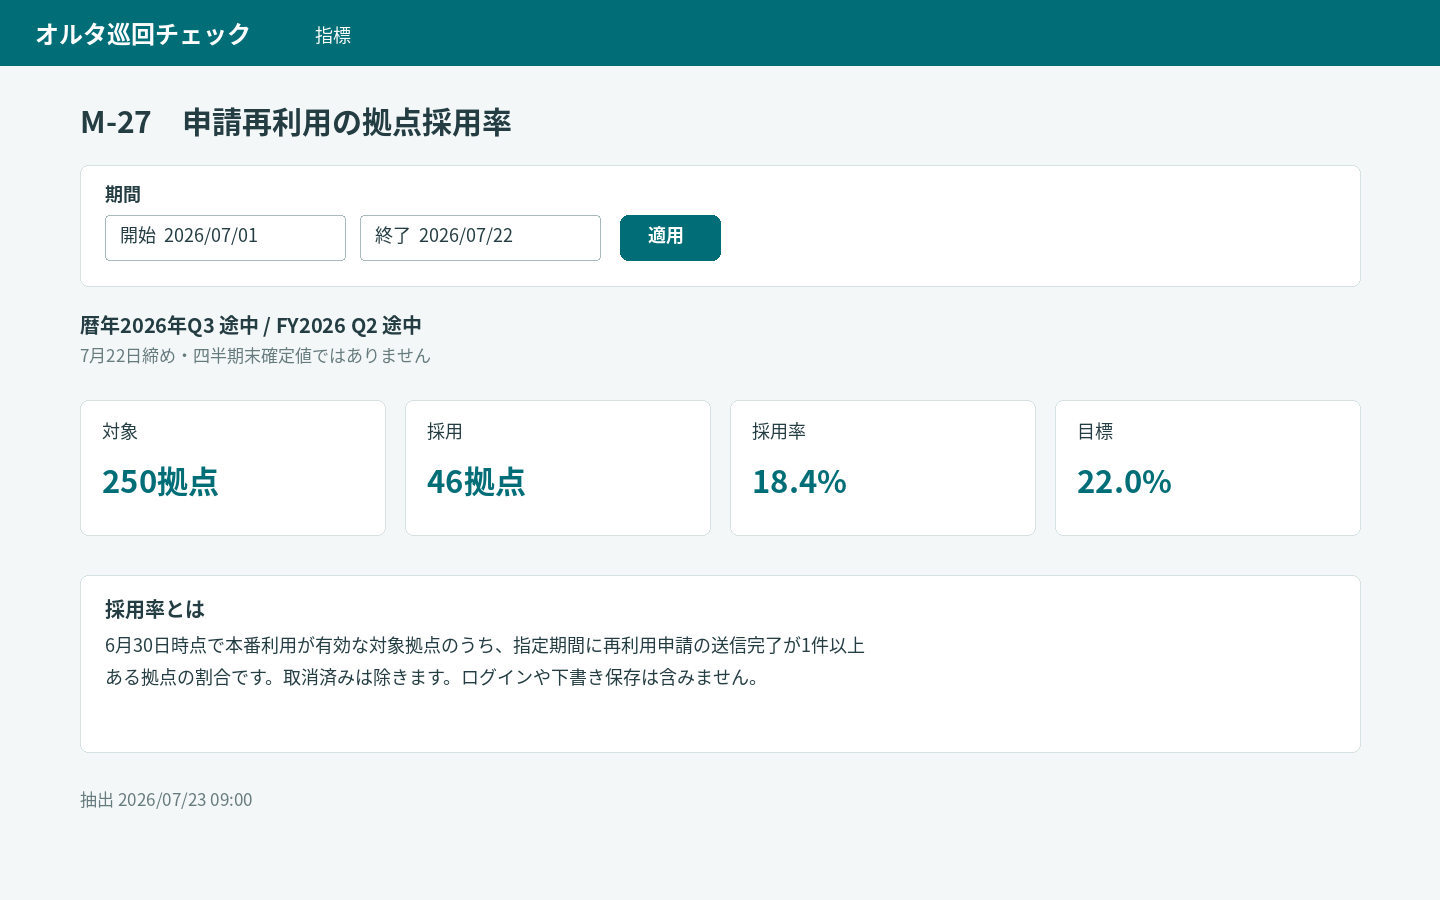 オルタ巡回チェック 指標
M-27 申請再利用の拠点採用率
期間
開始 2026/07/01 終了 2026/07/22 適用
暦年2026年Q3 途中 / FY2026 Q2 途中
7月22日締め・四半期末確定値ではありません
対象 採用 採用率 目標
250拠点 46拠点 18.4% 22.0%
採用率とは
6月30日時点で本番利用が有効な対象拠点のうち、指定期間に再利用申請の送信完了が1件以上
ある拠点の割合です。取消済みは除きます。ログインや下書き保存は含みません。
抽出 2026/07/23 09:00